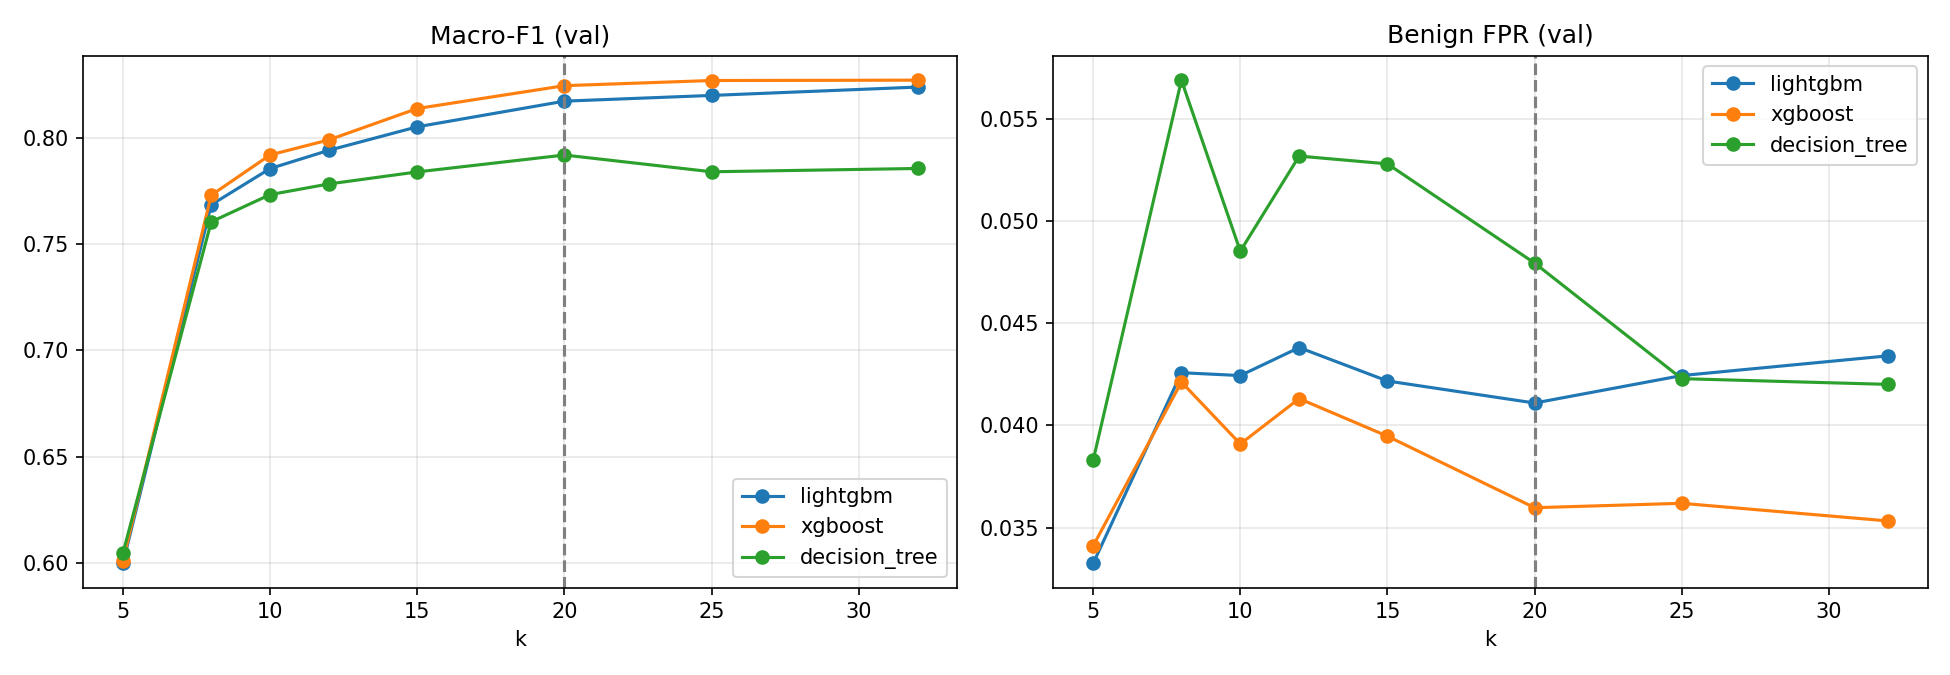 Macro-F1 (val)
0.80
0.75
0.70
0.65
0.60
5 10 15 20 25 30
k
lightgbm
xgboost
decision_tree
Benign FPR (val)
0.055
0.050
0.045
0.040
0.035
5 10 15 20 25 30
k
lightgbm
xgboost
decision_tree